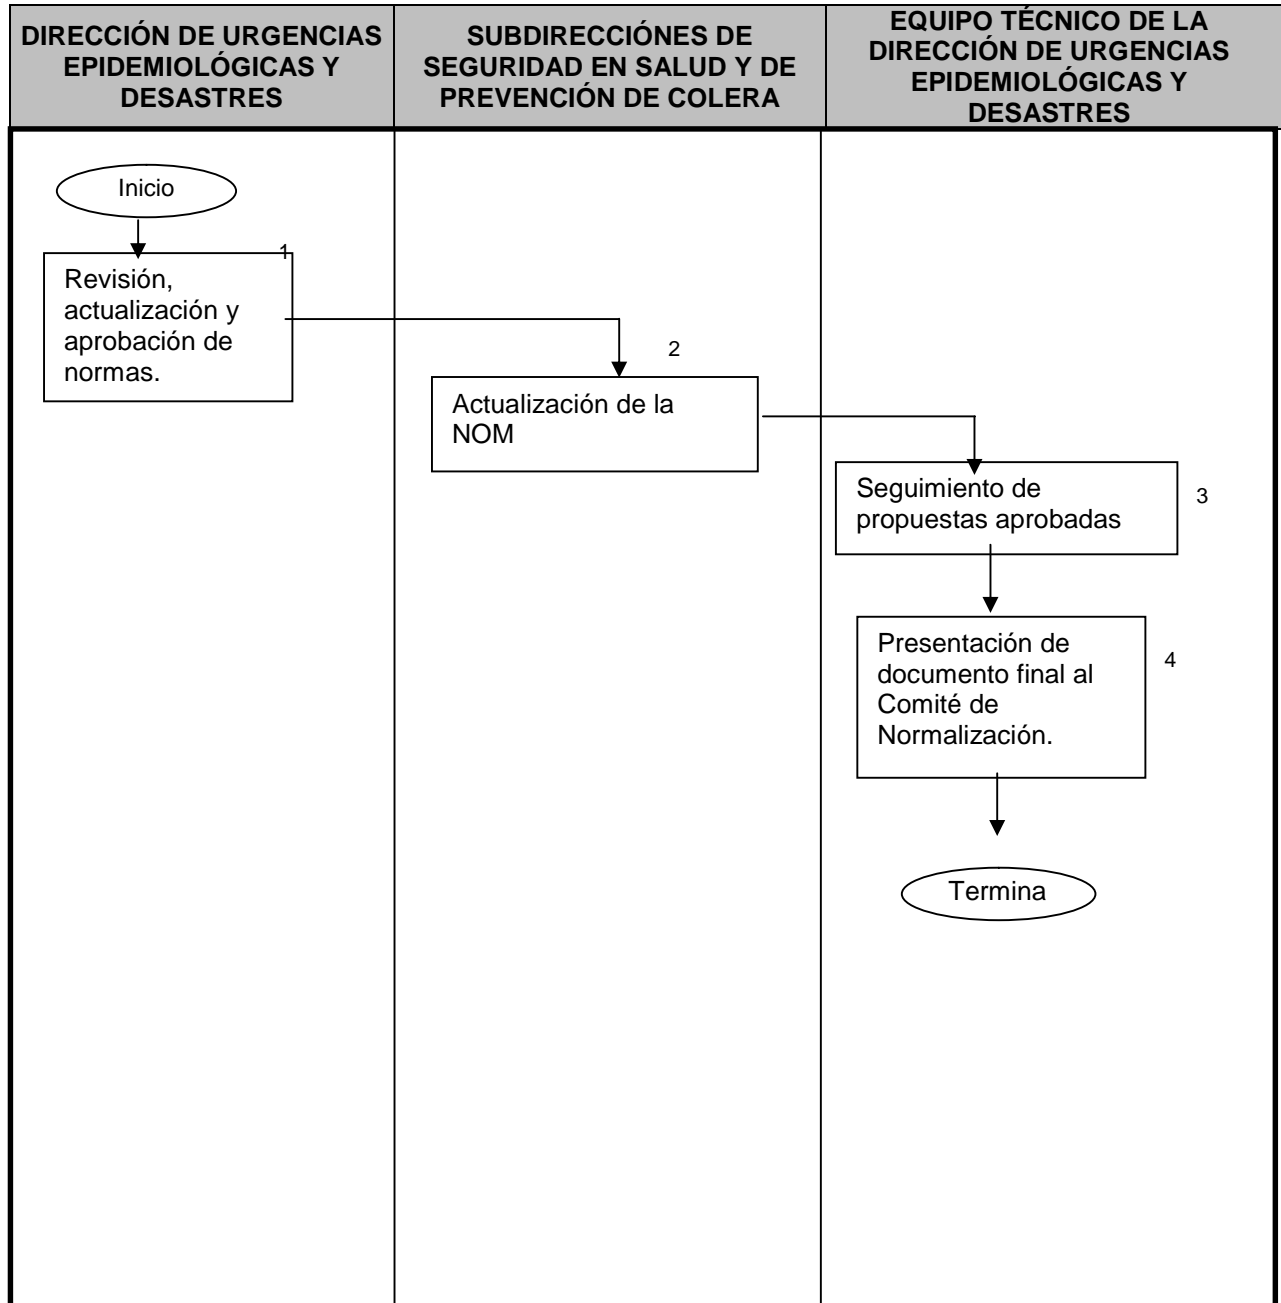 DIRECCIÓN DE URGENCIAS
EPIDEMIOLÓGICAS Y
DESASTRES
SUBDIRECCIÓNES DE
SEGURIDAD EN SALUD Y DE
PREVENCIÓN DE COLERA
EQUIPO TÉCNICO DE LA
DIRECCIÓN DE URGENCIAS
EPIDEMIOLÓGICAS Y
DESASTRES
Inicio
1
Revisión,
actualización y
aprobación de
normas.
2
Actualización de la
NOM
Seguimiento de
propuestas aprobadas
3
Presentación de
documento final al
Comité de
Normalización.
4
Termina